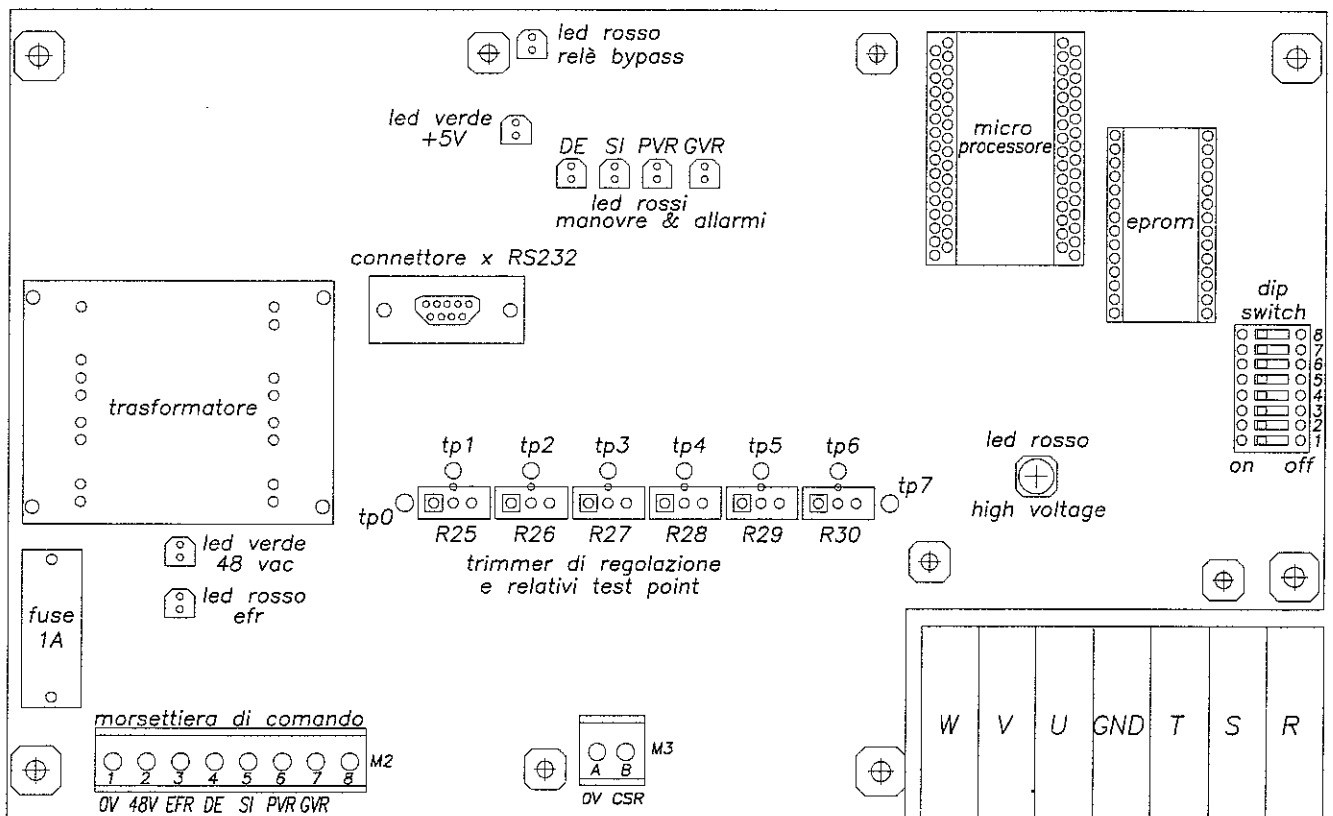 led rosso
relè bypass
led verde
+5V
DE SI PVR GVR
led rossi
manovre & allarmi
micro
processore
eprom
connettore x RS232
dip
switch
8
7
6
5
4
3
2
1
on off
trasformatore
tp1 tp2 tp3 tp4 tp5 tp6
tp0 tp7
R25 R26 R27 R28 R29 R30
trimmer di regolazione
e relativi test point
led rosso
high voltage
led verde
48 vac
led rosso
efr
fuse
1A
morsettiera di comando
1 2 3 4 5 6 7 8 M2
0V 48V EFR DE SI PVR GVR
M3
A B
0V CSR
W V U GND T S R